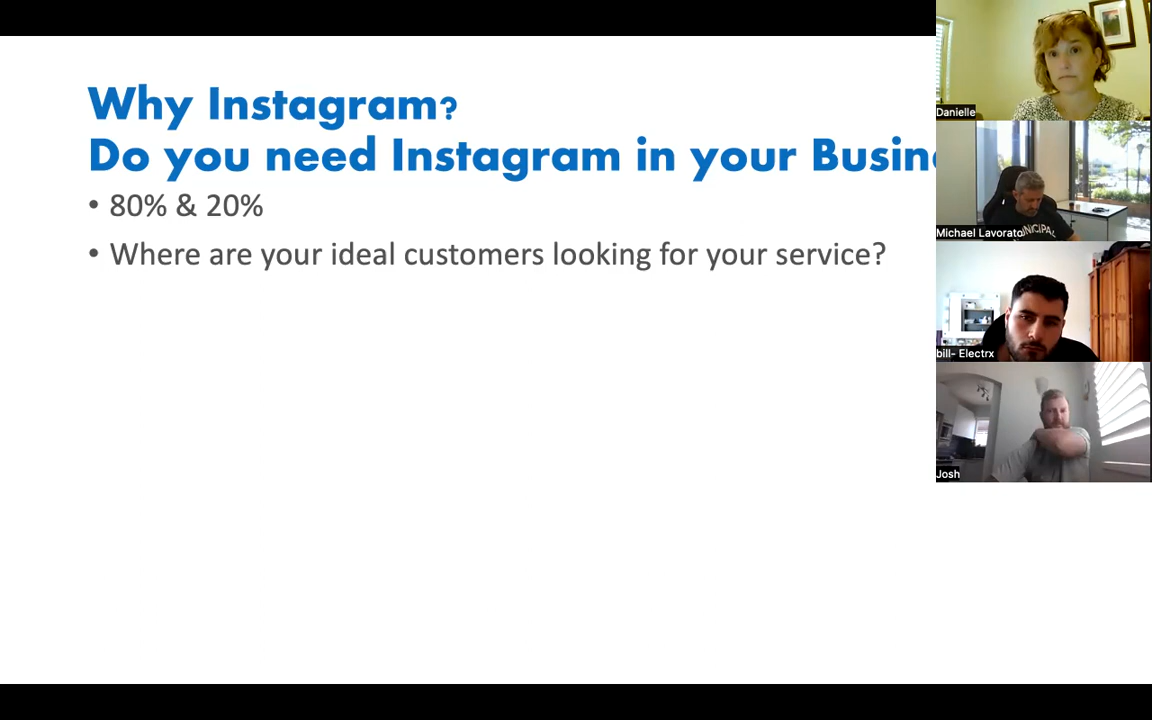 Why Instagram?
Do you need Instagram in your Busin
• 80% & 20%
• Where are your ideal customers looking for your service?
Danielle
Michael Lavorato
UNICIPAL
bill- Electrx
Josh